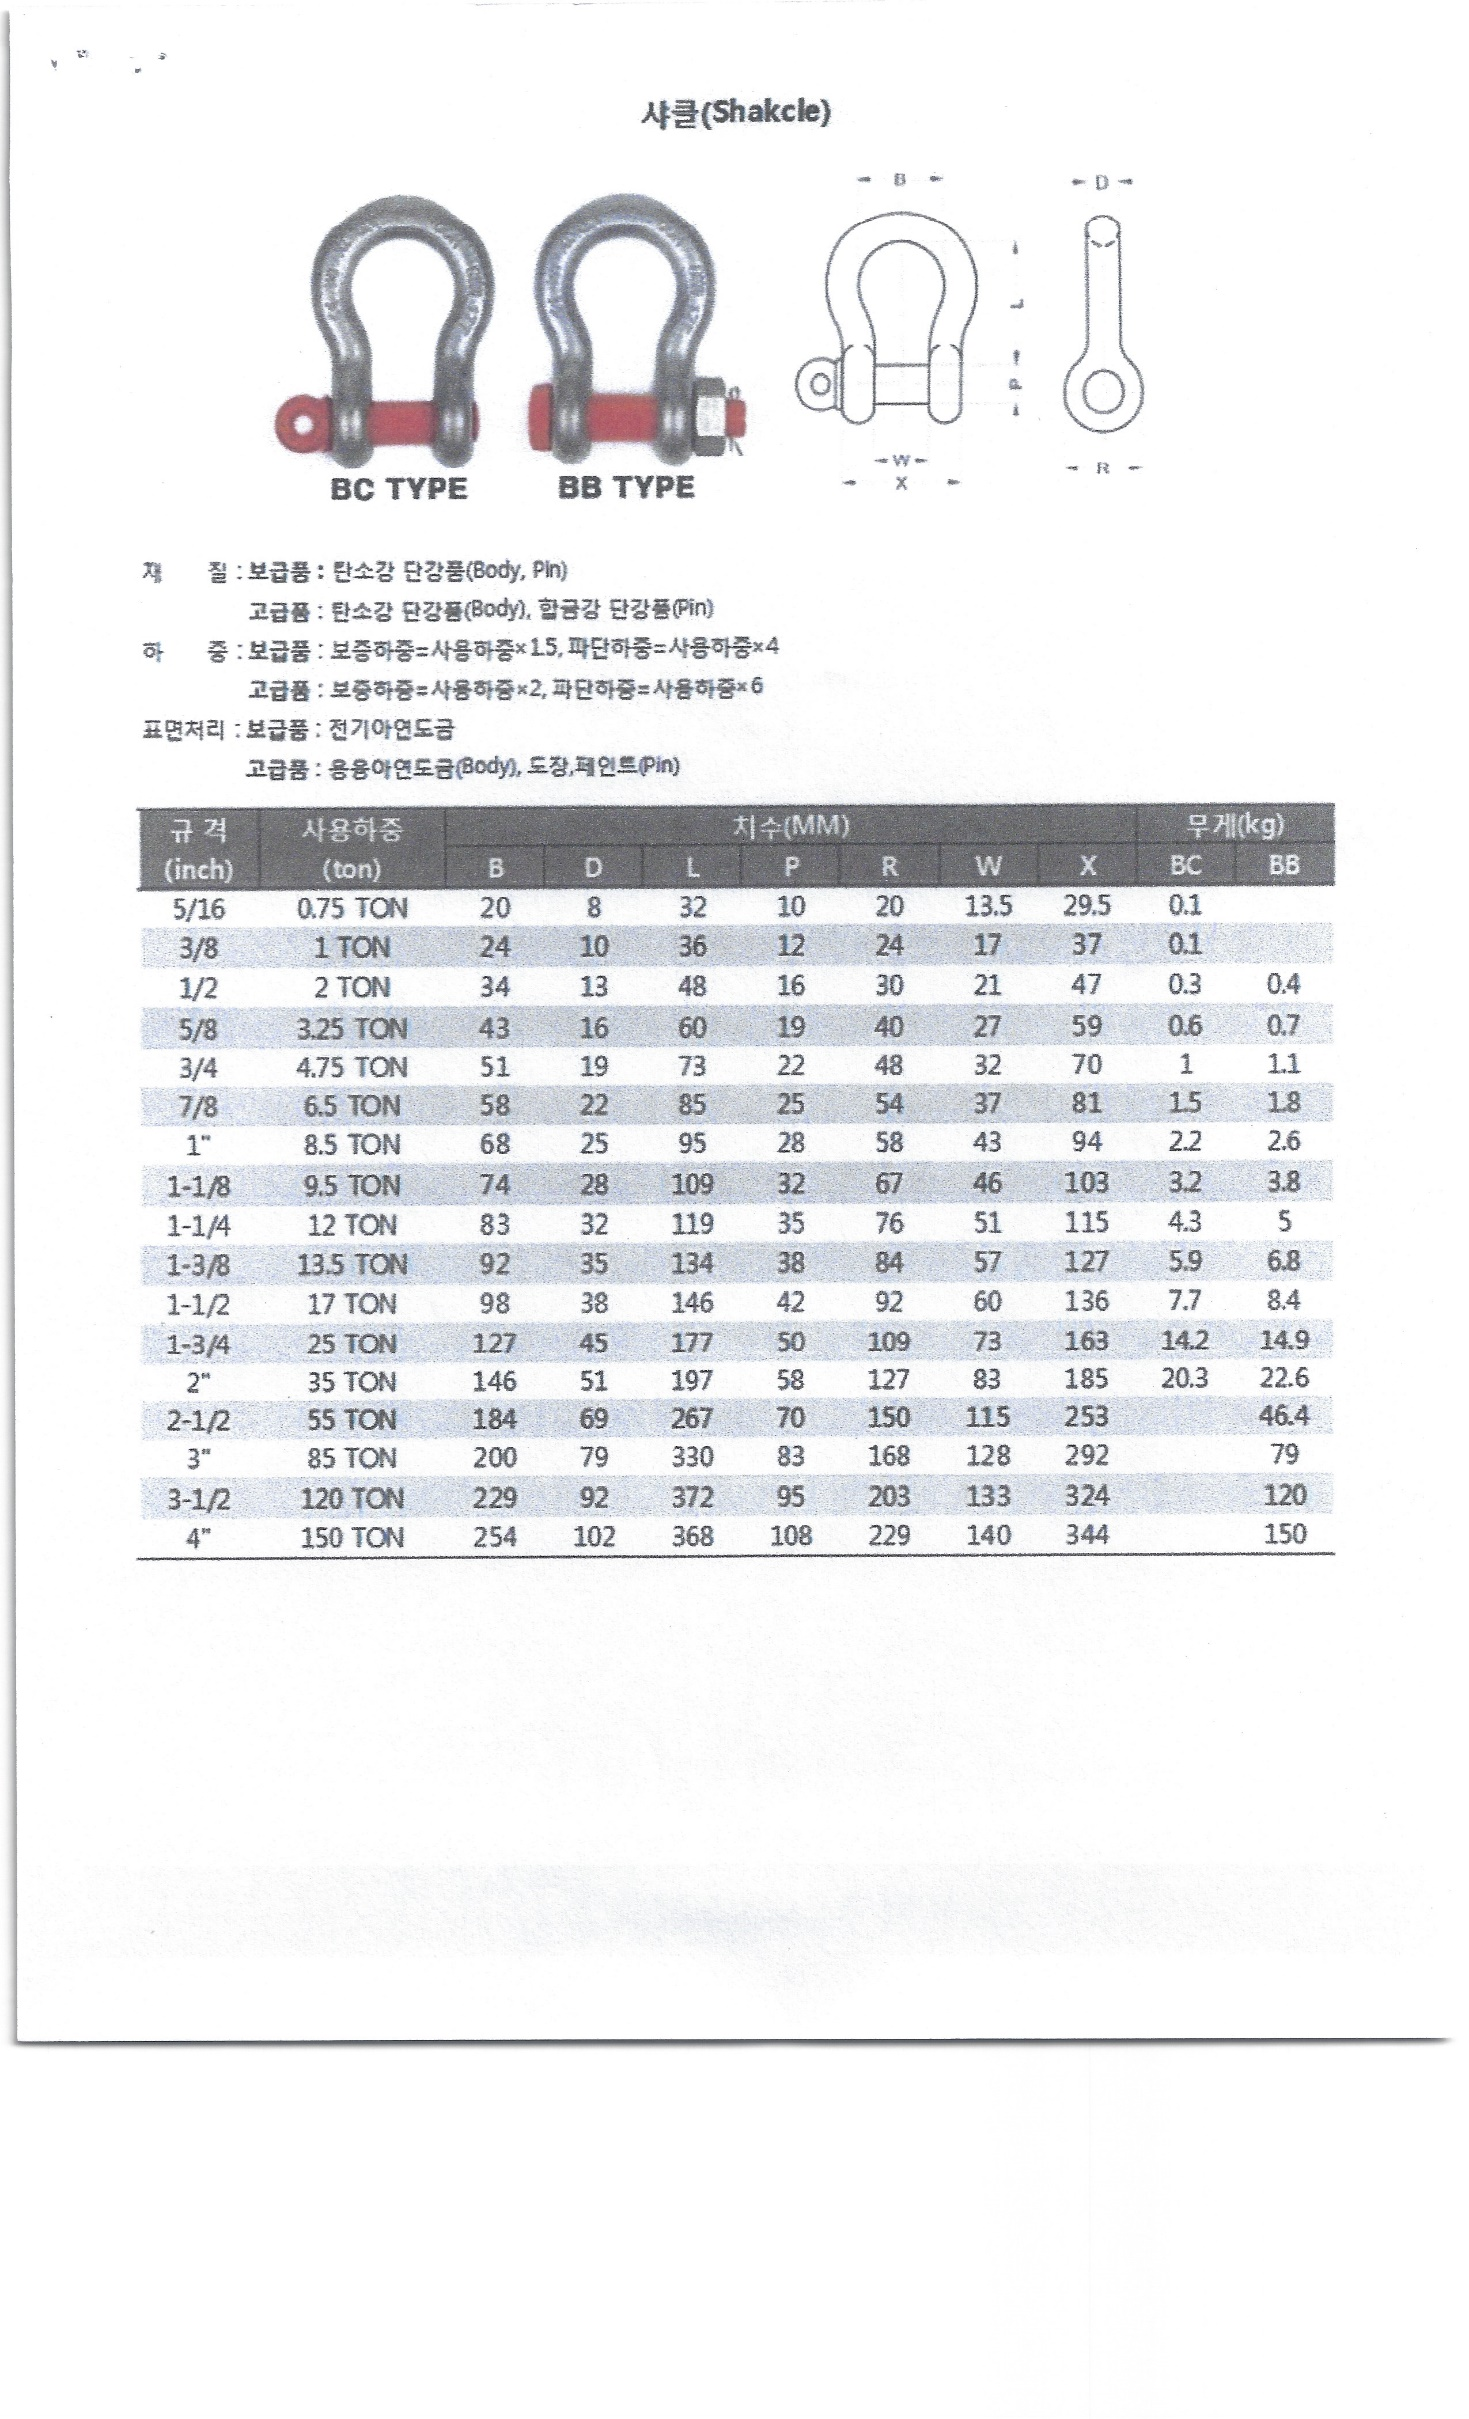 샤클(Shakcle)
B
D
L
P
W
X
R
BC TYPE
BB TYPE
재 질 : 보급품 : 탄소강 단강품(Body, Pin)
고급품 : 탄소강 단강품(Body), 합금강 단강품(Pin)
하 중 : 보급품 : 보증하중=사용하중×1.5, 파단하중=사용하중×4
고급품 : 보증하중=사용하중×2, 파단하중=사용하중×6
표면처리 : 보급품 : 전기아연도금
고급품 : 용융아연도금(Body), 도장,페인트(Pin)
규 격 사용하중 치수(MM) 무게(kg)
(inch) (ton) B D L P R W X BC BB
5/16 0.75 TON 20 8 32 10 20 13.5 29.5 0.1
3/8 1 TON 24 10 36 12 24 17 37 0.1
1/2 2 TON 34 13 48 16 30 21 47 0.3 0.4
5/8 3.25 TON 43 16 60 19 40 27 59 0.6 0.7
3/4 4.75 TON 51 19 73 22 48 32 70 1 1.1
7/8 6.5 TON 58 22 85 25 54 37 81 1.5 1.8
1" 8.5 TON 68 25 95 28 58 43 94 2.2 2.6
1-1/8 9.5 TON 74 28 109 32 67 46 103 3.2 3.8
1-1/4 12 TON 83 32 119 35 76 51 115 4.3 5
1-3/8 13.5 TON 92 35 134 38 84 57 127 5.9 6.8
1-1/2 17 TON 98 38 146 42 92 60 136 7.7 8.4
1-3/4 25 TON 127 45 177 50 109 73 163 14.2 14.9
2" 35 TON 146 51 197 58 127 83 185 20.3 22.6
2-1/2 55 TON 184 69 267 70 150 115 253 46.4
3" 85 TON 200 79 330 83 168 128 292 79
3-1/2 120 TON 229 92 372 95 203 133 324 120
4" 150 TON 254 102 368 108 229 140 344 150